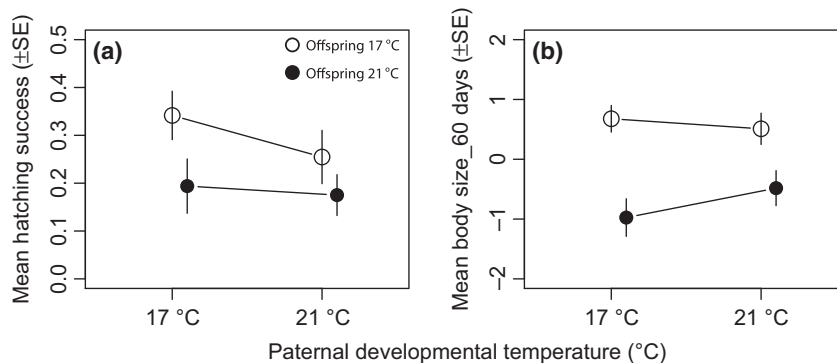 (a)
Offspring 17 °C
Offspring 21 °C
Mean hatching success (±SE)
0.5
0.4
0.3
0.2
0.1
0.0
17 °C
21 °C
(b)
Mean body size_60 days (±SE)
2
1
0
−1
−2
17 °C
21 °C
Paternal developmental temperature (°C)